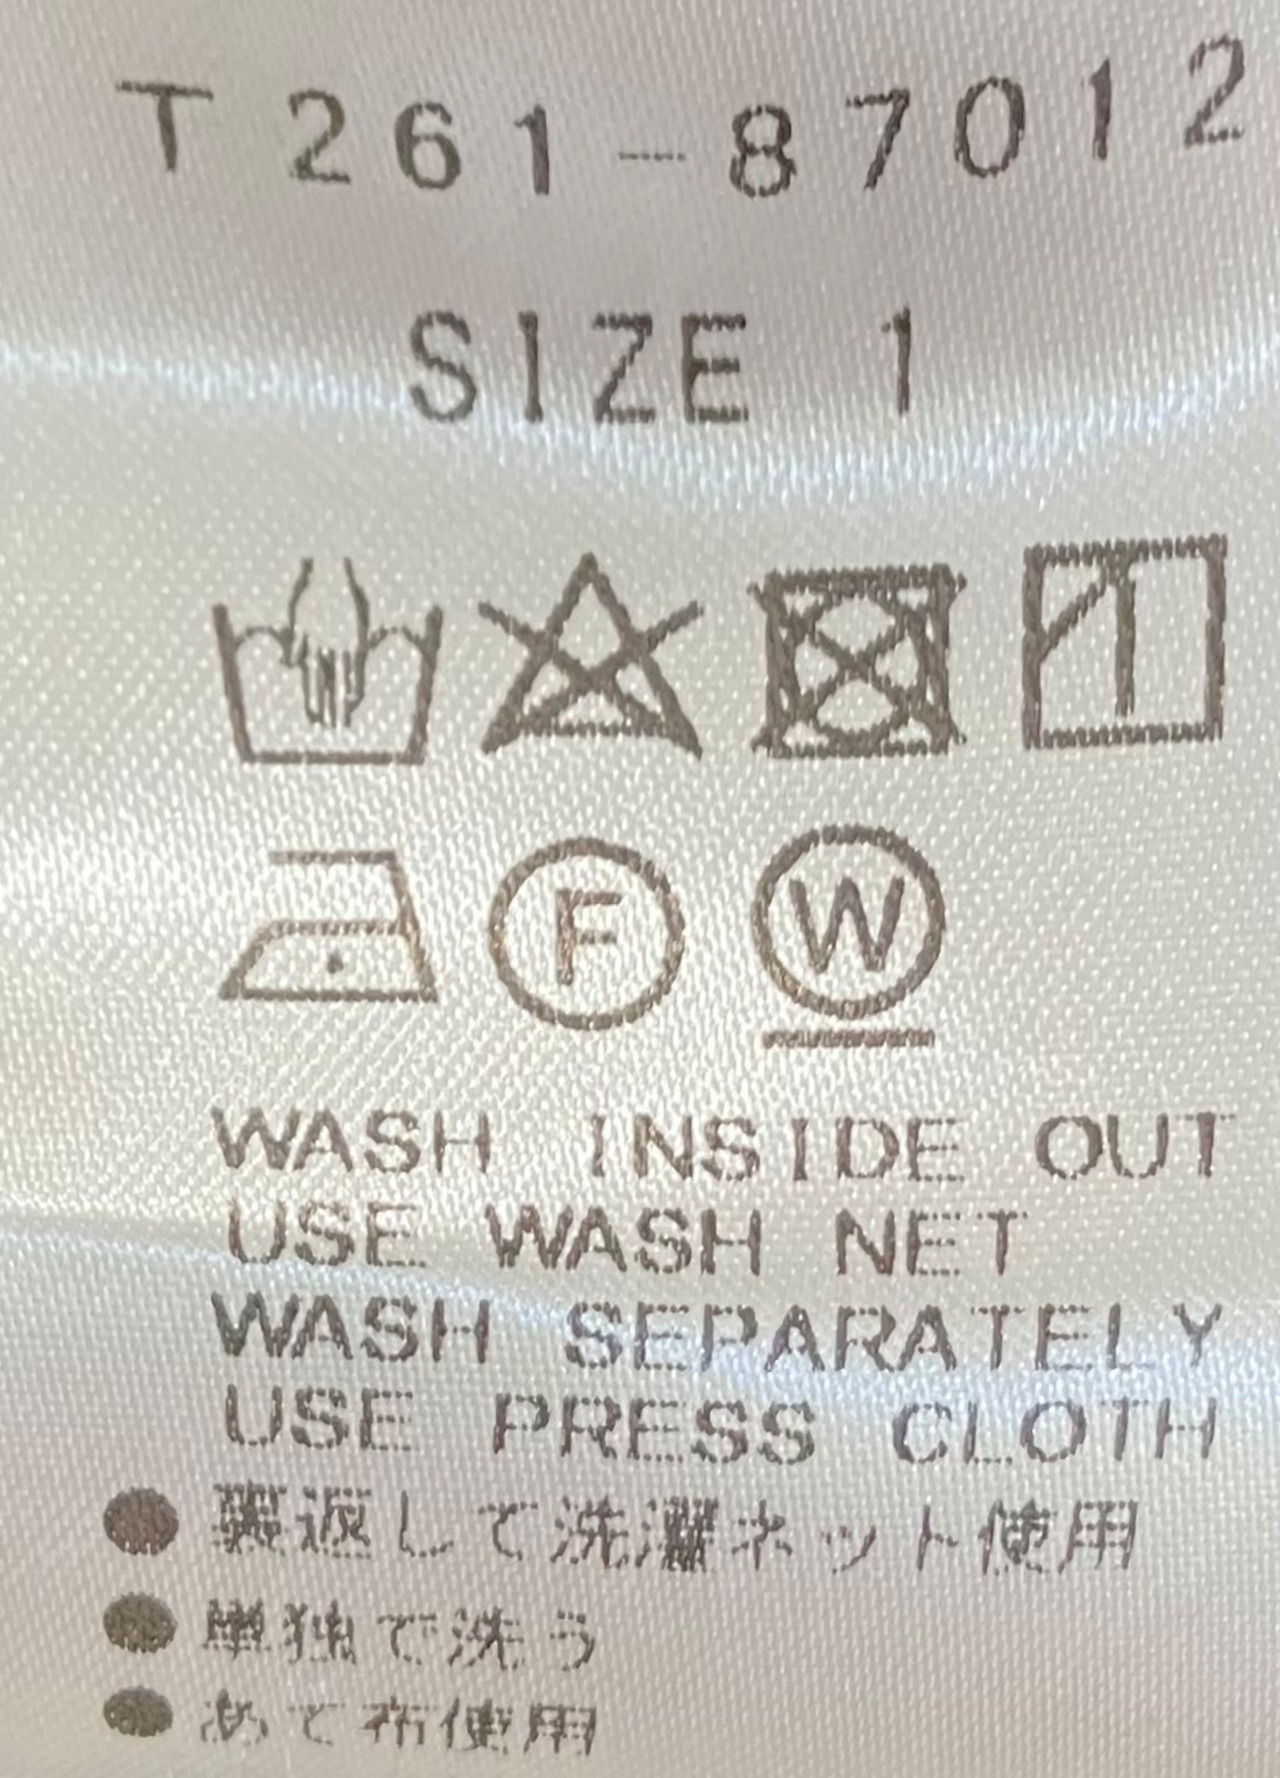 T261-87012
SIZE 1
F W
WASH INSIDE OUT
USE WASH NET
WASH SEPARATELY
USE PRESS CLOTH
●裏返して洗濯ネット使用
●単独で洗う
●あて布使用